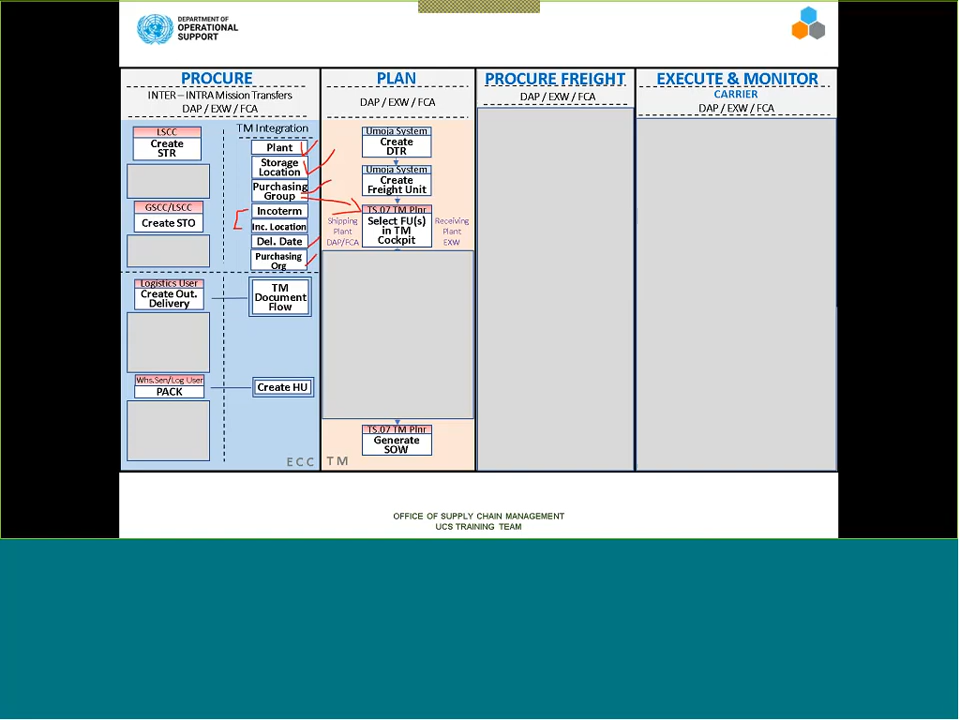 DEPARTMENT OF
OPERATIONAL
SUPPORT
PROCURE
INTER – INTRA Mission Transfers
DAP / EXW / FCA
PLAN
DAP / EXW / FCA
PROCURE FREIGHT
DAP / EXW / FCA
EXECUTE & MONITOR
CARRIER
DAP / EXW / FCA
LSCC
Create
STR
GSCC/LSCC
Create STO
Logistics User
Create Out.
Delivery
Whs.Sen/Log User
PACK
TM Integration
Plant
Storage
Location
Purchasing
Group
Incoterm
Inc. Location
Del. Date
Purchasing
Org
TM
Document
Flow
Create HU
ECC
Umoja System
Create
DTR
Umoja System
Create
Freight Unit
TS.07 TM Plnr
Select FU(s)
in TM
Cockpit
Shipping
Plant
DAP/FCA
Receiving
Plant
EXW
TS.07 TM Plnr
Generate
SOW
TM
OFFICE OF SUPPLY CHAIN MANAGEMENT
UCS TRAINING TEAM